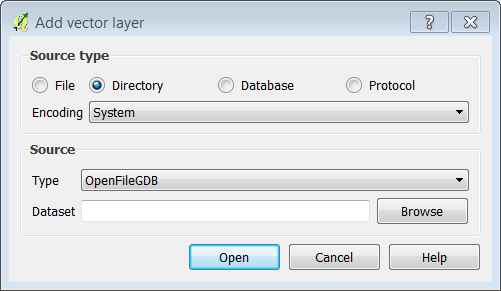 Add vector layer
Source type
File Directory Database Protocol
Encoding System
Source
Type OpenFileGDB
Dataset Browse
Open Cancel Help